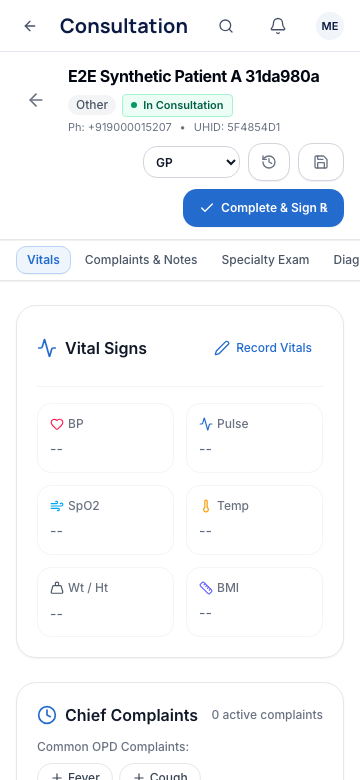 Consultation
ME
E2E Synthetic Patient A 31da980a
Other
In Consultation
Ph: +919000015207 • UHID: 5F4854D1
GP
Complete & Sign ℞
Vitals Complaints & Notes Specialty Exam Diag
Vital Signs
Record Vitals
BP
--
Pulse
--
SpO2
--
Temp
--
Wt / Ht
--
BMI
--
Chief Complaints
0 active complaints
Common OPD Complaints:
+ Fever
+ Cough